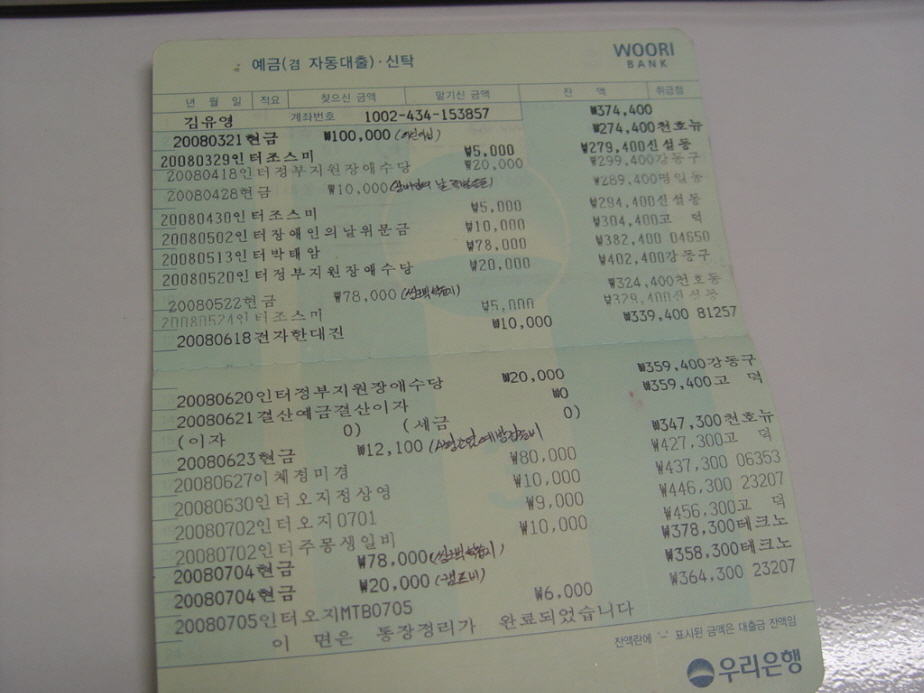 예금(겸 자동대출)·신탁
WOORI
BANK
년 월 일 적요 찾으신 금액 맡기신 금액 잔 액 취급점
김유영 계좌번호 1002-434-153857 ₩374,400
20080321현금 ₩100,000 ₩274,400천호뉴
20080329인터조스미 ₩5,000 ₩279,400신설동
20080418인터정부지원장애수당 ₩20,000 ₩299,400강동구
20080428현금 ₩10,000 ₩289,400명일동
20080430인터조스미 ₩5,000 ₩294,400신설동
20080502인터장애인의날위분금 ₩10,000 ₩304,400고 덕
20080513인터박태암 ₩78,000 ₩382,400 04650
20080520인터정부지원장애수당 ₩20,000 ₩402,400강동구
20080522현금 ₩78,000 ₩324,400천호동
20080524인터조스미 ₩5,000 ₩329,400신설동
20080618전자한대진 ₩10,000 ₩339,400 81257
20080620인터정부지원장애수당 ₩20,000 ₩359,400강동구
20080621결산예금결산이자 ₩0 ₩359,400고 덕
(이자 0) (세금 0)
20080623현금 ₩12,100 ₩347,300천호뉴
20080627이체정미경 ₩80,000 ₩427,300고 덕
20080630인터오지정상영 ₩10,000 ₩437,300 06353
20080702인터오지0701 ₩9,000 ₩446,300 23207
20080702인터주몽생일비 ₩10,000 ₩456,300고 덕
20080704현금 ₩78,000 ₩378,300테크노
20080704현금 ₩20,000(캠프비) ₩358,300테크노
20080705인터오지MTB0705 ₩6,000 ₩364,300 23207
이 면은 통장정리가 완료되었습니다
잔액란에 '-' 표시된 금액은 대출금 잔액임
우리은행